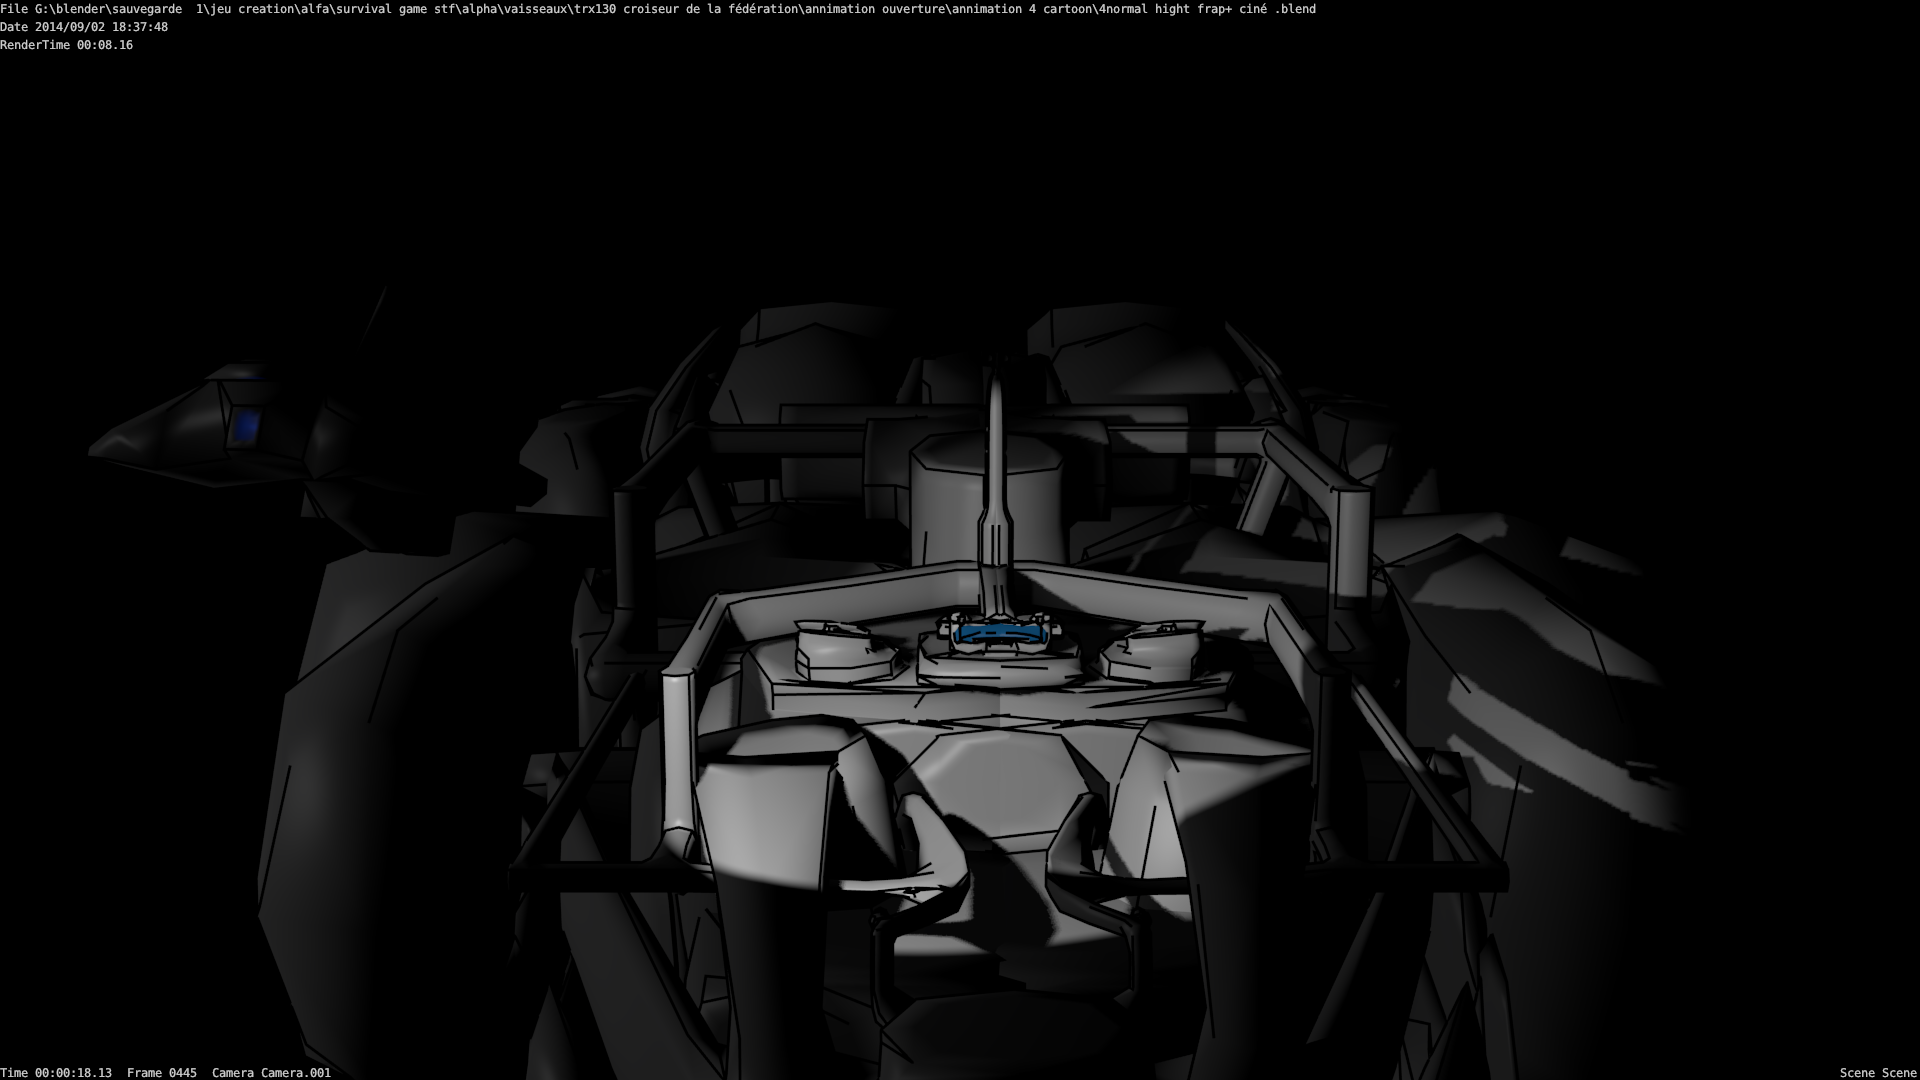 File G:\blender\sauvegarde  1\jeu creation\alfa\survival game stf\alpha\vaisseaux\trx130 croiseur de la fédération\annimation ouverture\annimation 4 cartoon\4normal hight frap+ ciné .blend
Date 2014/09/02 18:37:48
RenderTime 00:08.16
Time 00:00:18.13  Frame 0445  Camera Camera.001
Scene Scene